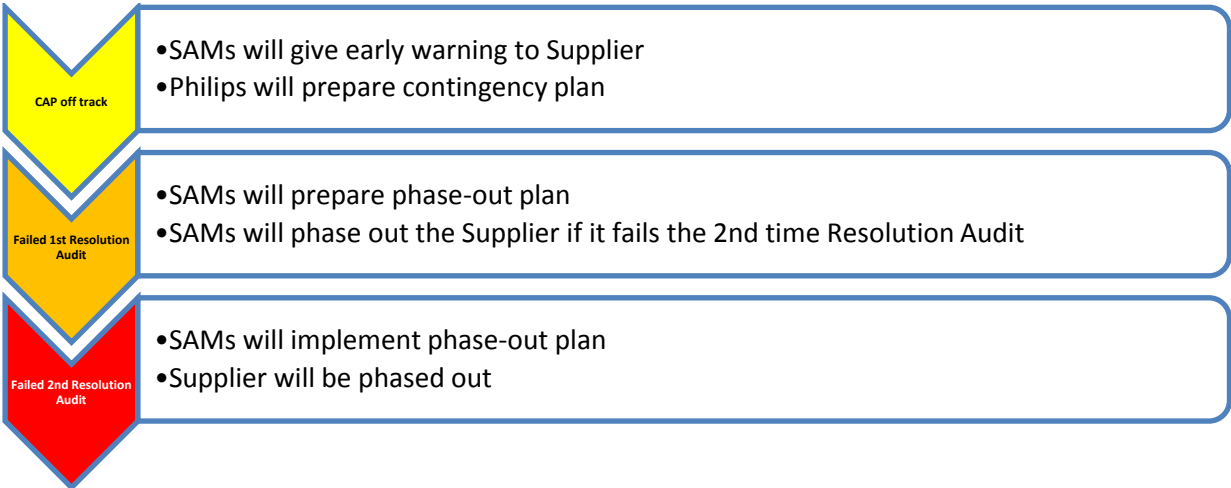 CAP off track
•SAMs will give early warning to Supplier
•Philips will prepare contingency plan
Failed 1st Resolution
Audit
•SAMs will prepare phase-out plan
•SAMs will phase out the Supplier if it fails the 2nd time Resolution Audit
Failed 2nd Resolution
Audit
•SAMs will implement phase-out plan
•Supplier will be phased out